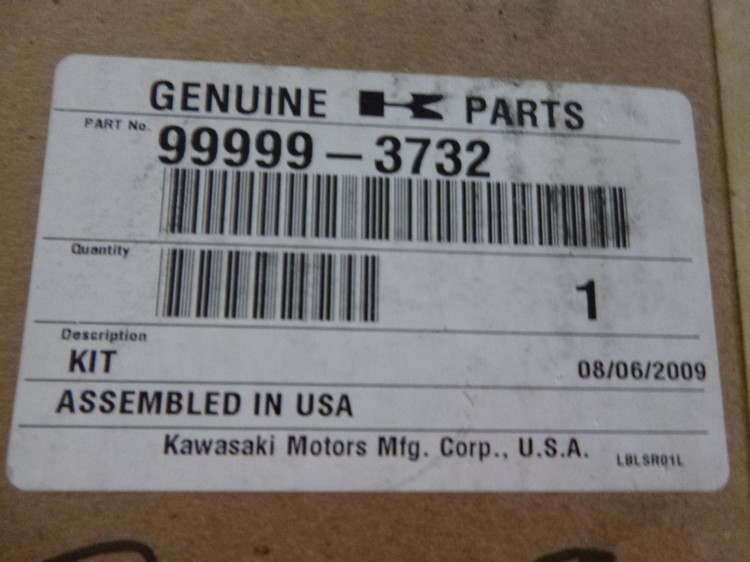 GENUINE PARTS
PART No. 99999-3732
Quantity 1
Description
KIT 08/06/2009
ASSEMBLED IN USA
Kawasaki Motors Mfg. Corp., U.S.A. LBLSR01L